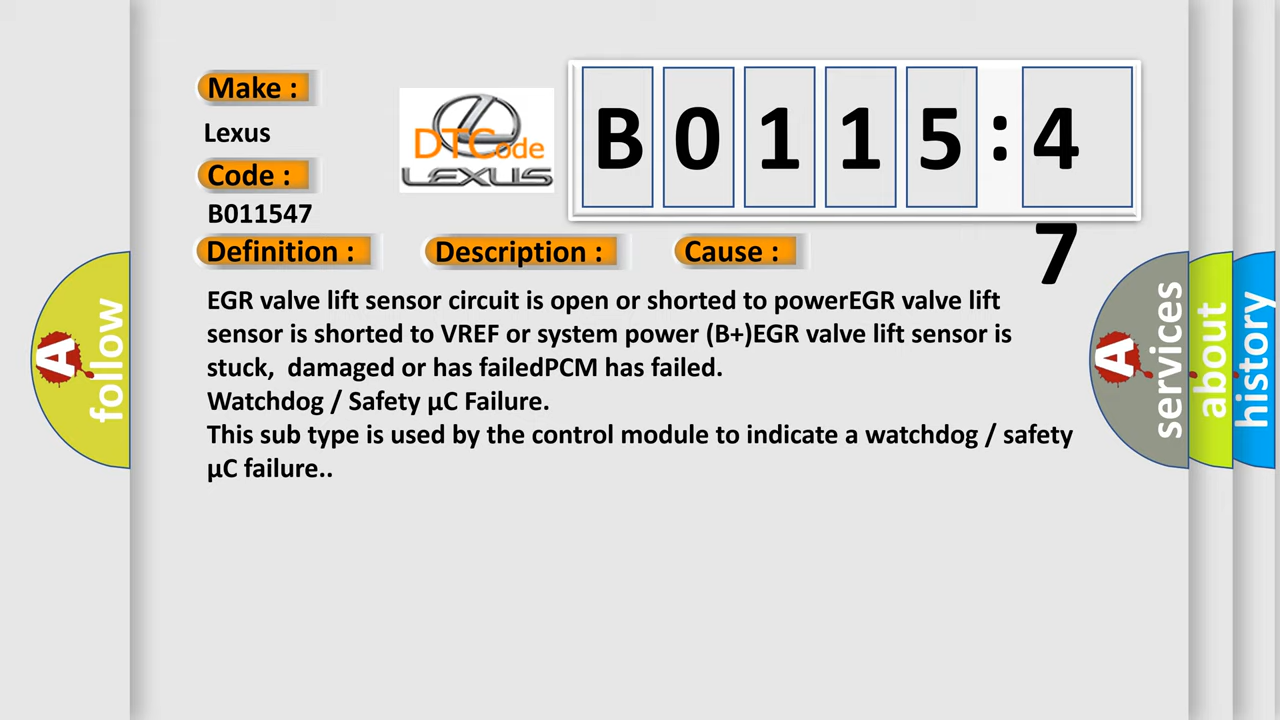 Make :
Lexus
Code :
B011547
DTCode
LEXUS
B 0 1 1 5 : 4
7
Definition :
Description :
Cause :
EGR valve lift sensor circuit is open or shorted to powerEGR valve lift
sensor is shorted to VREF or system power (B+)EGR valve lift sensor is
stuck,  damaged or has failedPCM has failed.
Watchdog / Safety µC Failure.
This sub type is used by the control module to indicate a watchdog / safety
µC failure..
A
follow
A
services
about
history